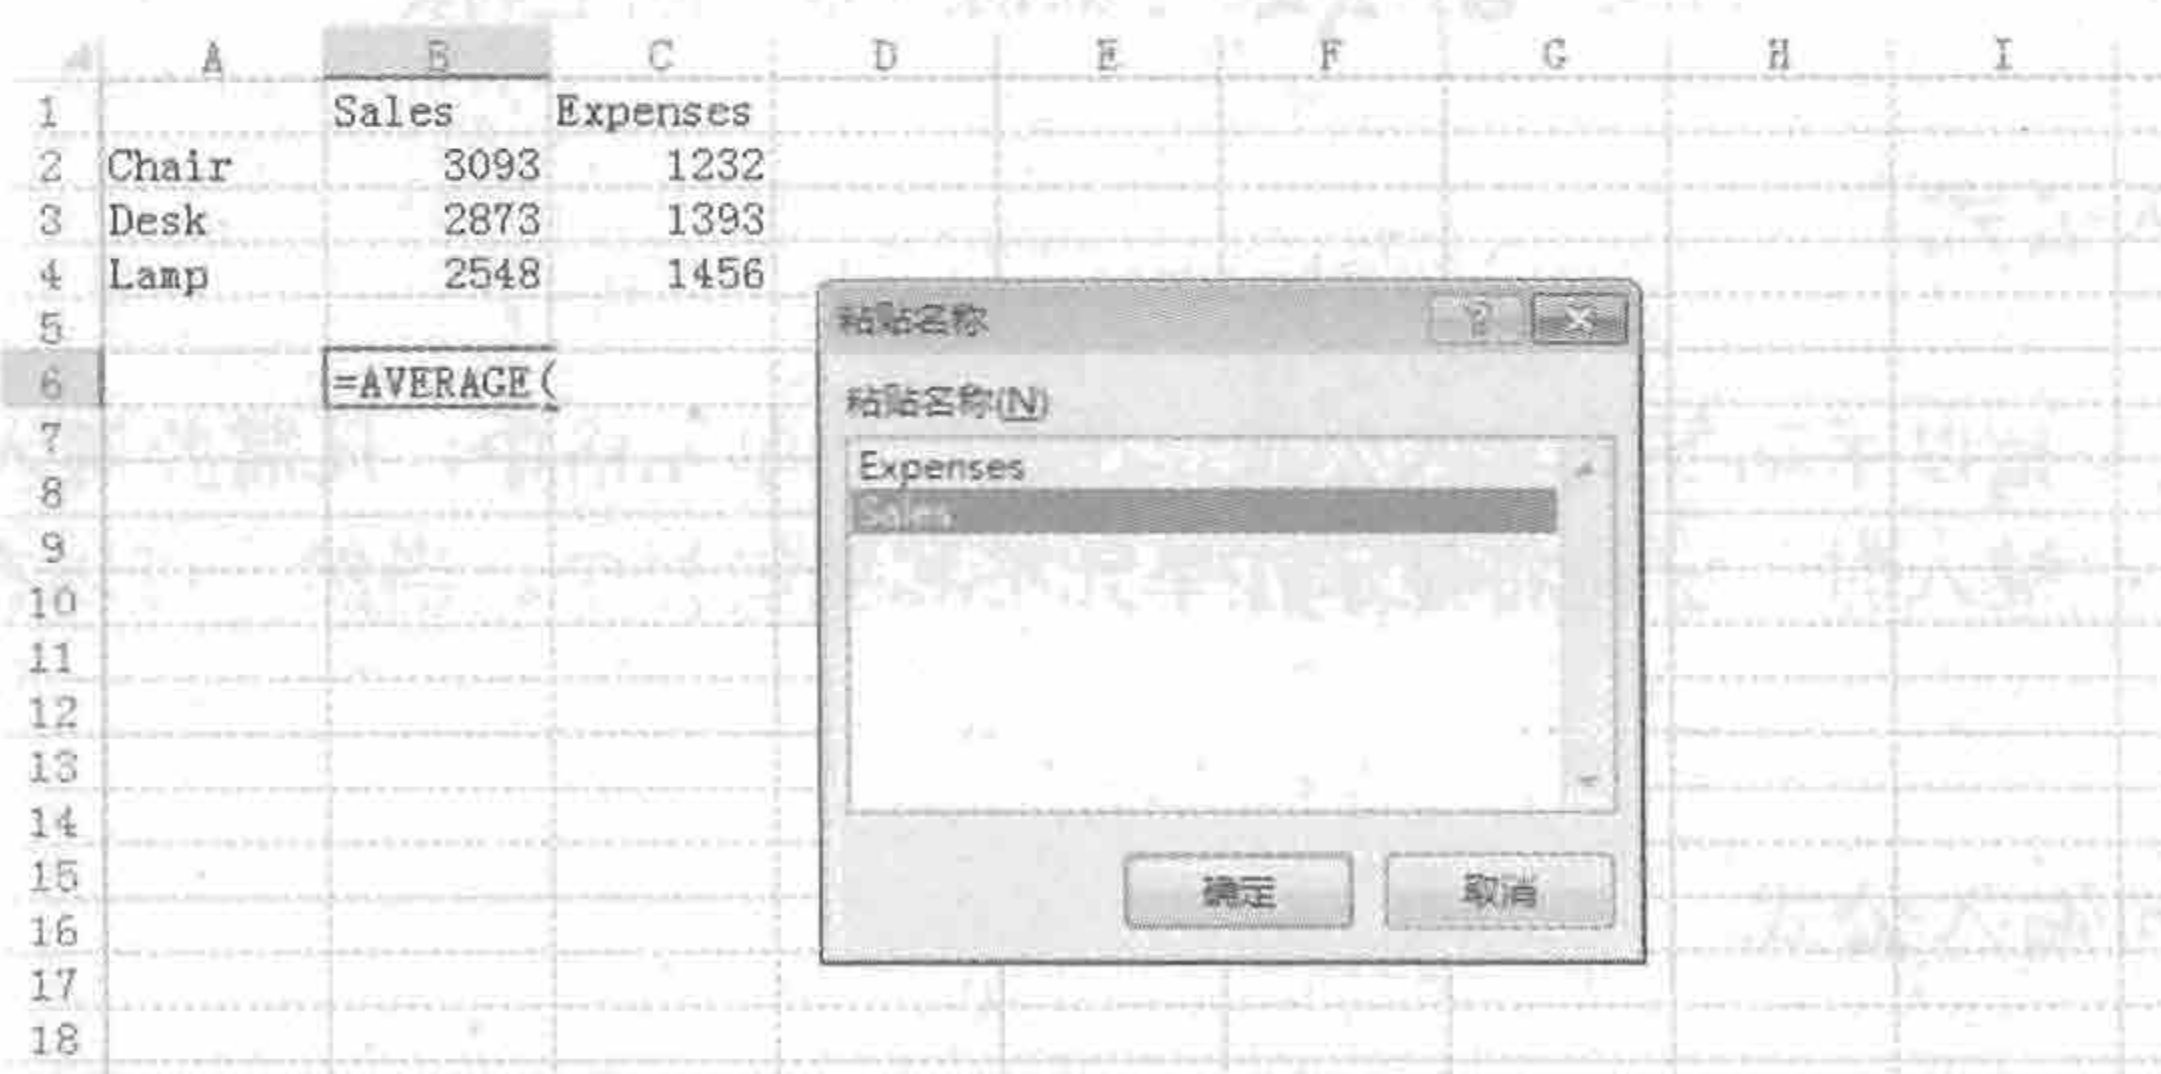 A B C D E F G H I
1 Sales Expenses
2 Chair 3093 1232
3 Desk 2873 1393
4 Lamp 2548 1456
5
6 =AVERAGE(
7
8
9
10
11
12
13
14
15
16
17
18
粘贴名称 ?
粘贴名称(N)
Expenses
Sales
确定 取消